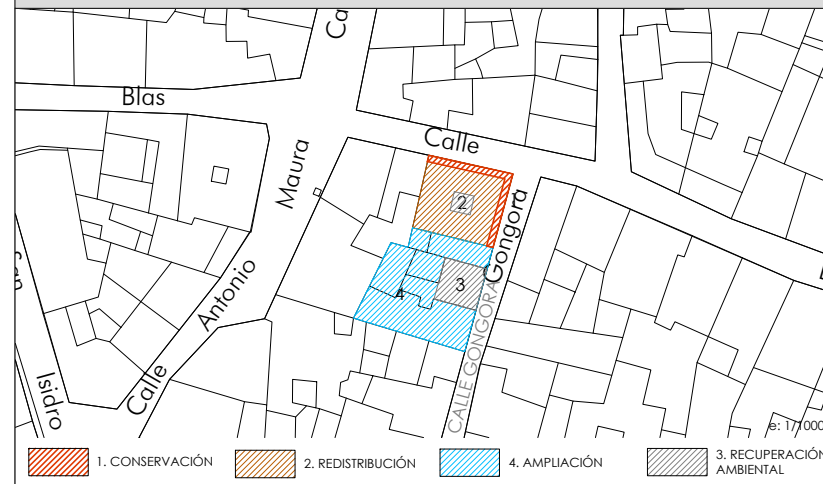 Ca
Blas
Calle
Maura
2
Gongora
San
3
4
Antonio
CALLE GONGORA
Isidro
Calle
e: 1/1000
1. CONSERVACIÓN
2. REDISTRIBUCIÓN
4. AMPLIACIÓN
3. RECUPERACIÓN
AMBIENTAL